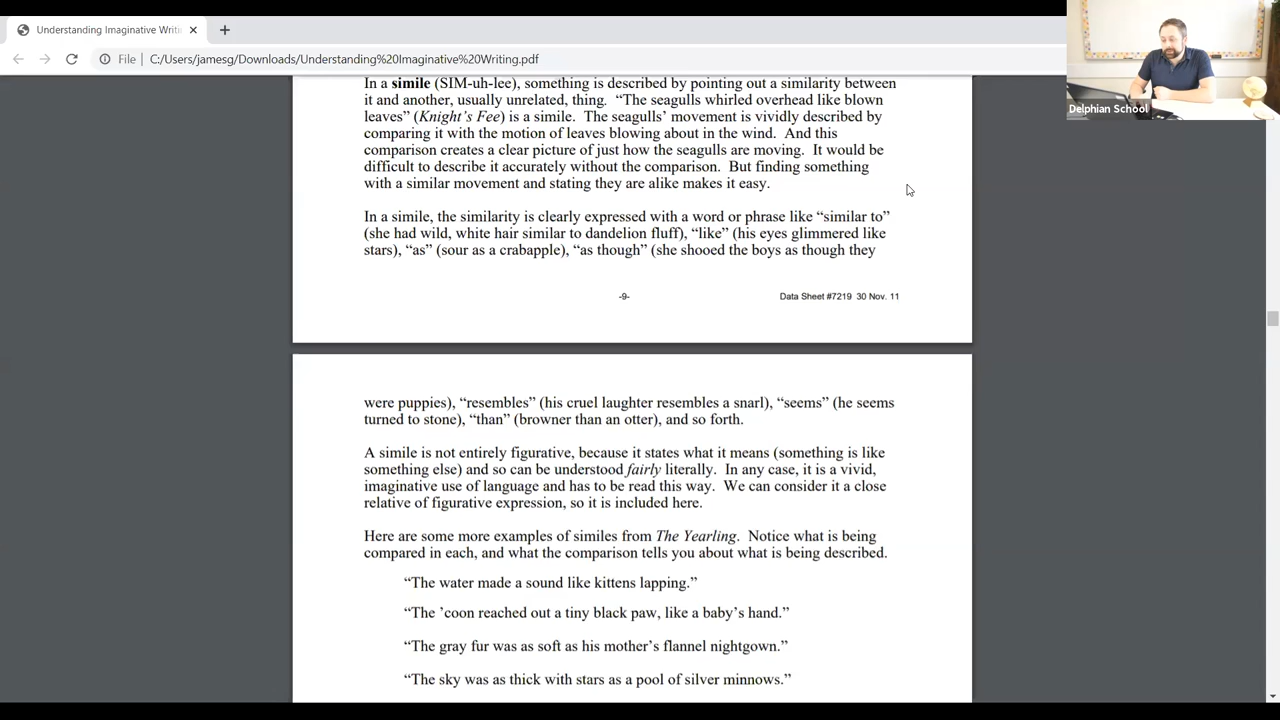 Understanding Imaginative Writi
File
C:/Users/jamesg/Downloads/Understanding%20Imaginative%20Writing.pdf
Delphian School
In a simile (SIM-uh-lee), something is described by pointing out a similarity between
it and another, usually unrelated, thing. “The seagulls whirled overhead like blown
leaves” (Knight’s Fee) is a simile. The seagulls’ movement is vividly described by
comparing it with the motion of leaves blowing about in the wind. And this
comparison creates a clear picture of just how the seagulls are moving. It would be
difficult to describe it accurately without the comparison. But finding something
with a similar movement and stating they are alike makes it easy.
In a simile, the similarity is clearly expressed with a word or phrase like “similar to”
(she had wild, white hair similar to dandelion fluff), “like” (his eyes glimmered like
stars), “as” (sour as a crabapple), “as though” (she shooed the boys as though they
-9-
Data Sheet #7219 30 Nov. 11
were puppies), “resembles” (his cruel laughter resembles a snarl), “seems” (he seems
turned to stone), “than” (browner than an otter), and so forth.
A simile is not entirely figurative, because it states what it means (something is like
something else) and so can be understood fairly literally. In any case, it is a vivid,
imaginative use of language and has to be read this way. We can consider it a close
relative of figurative expression, so it is included here.
Here are some more examples of similes from The Yearling. Notice what is being
compared in each, and what the comparison tells you about what is being described.
“The water made a sound like kittens lapping.”
“The ’coon reached out a tiny black paw, like a baby’s hand.”
“The gray fur was as soft as his mother’s flannel nightgown.”
“The sky was as thick with stars as a pool of silver minnows.”